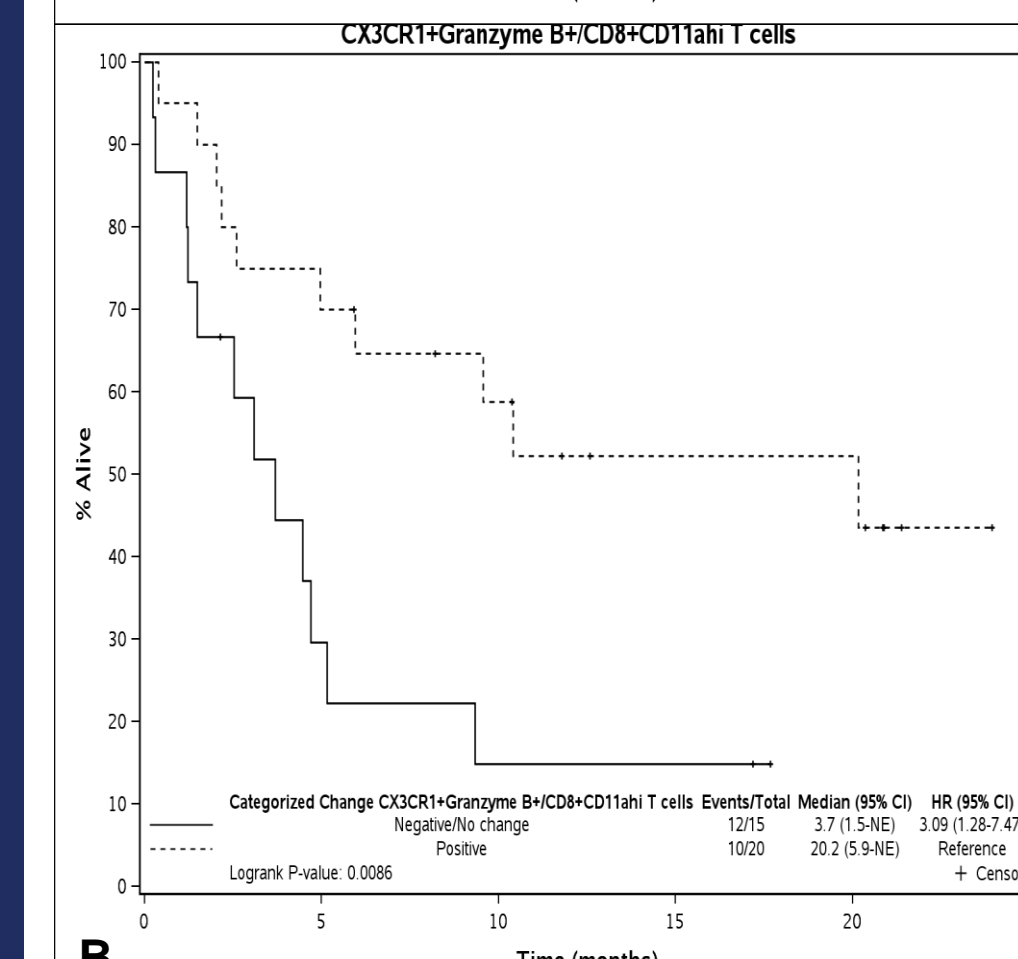 CX3CR1+Granzyme B+/CD8+CD11ahi T cells
100
90
80
70
60
50
40
30
20
10
0
% Alive
Categorized Change CX3CR1+Granzyme B+/CD8+CD11ahi T cells Events/Total Median (95% CI) HR (95% CI)
Negative/No change 12/15 3.7 (1.5-NE) 3.09 (1.28-7.47
Positive 10/20 20.2 (5.9-NE) Reference
Logrank P-value: 0.0086 + Censo
0 5 10 15 20
Time (months)
B